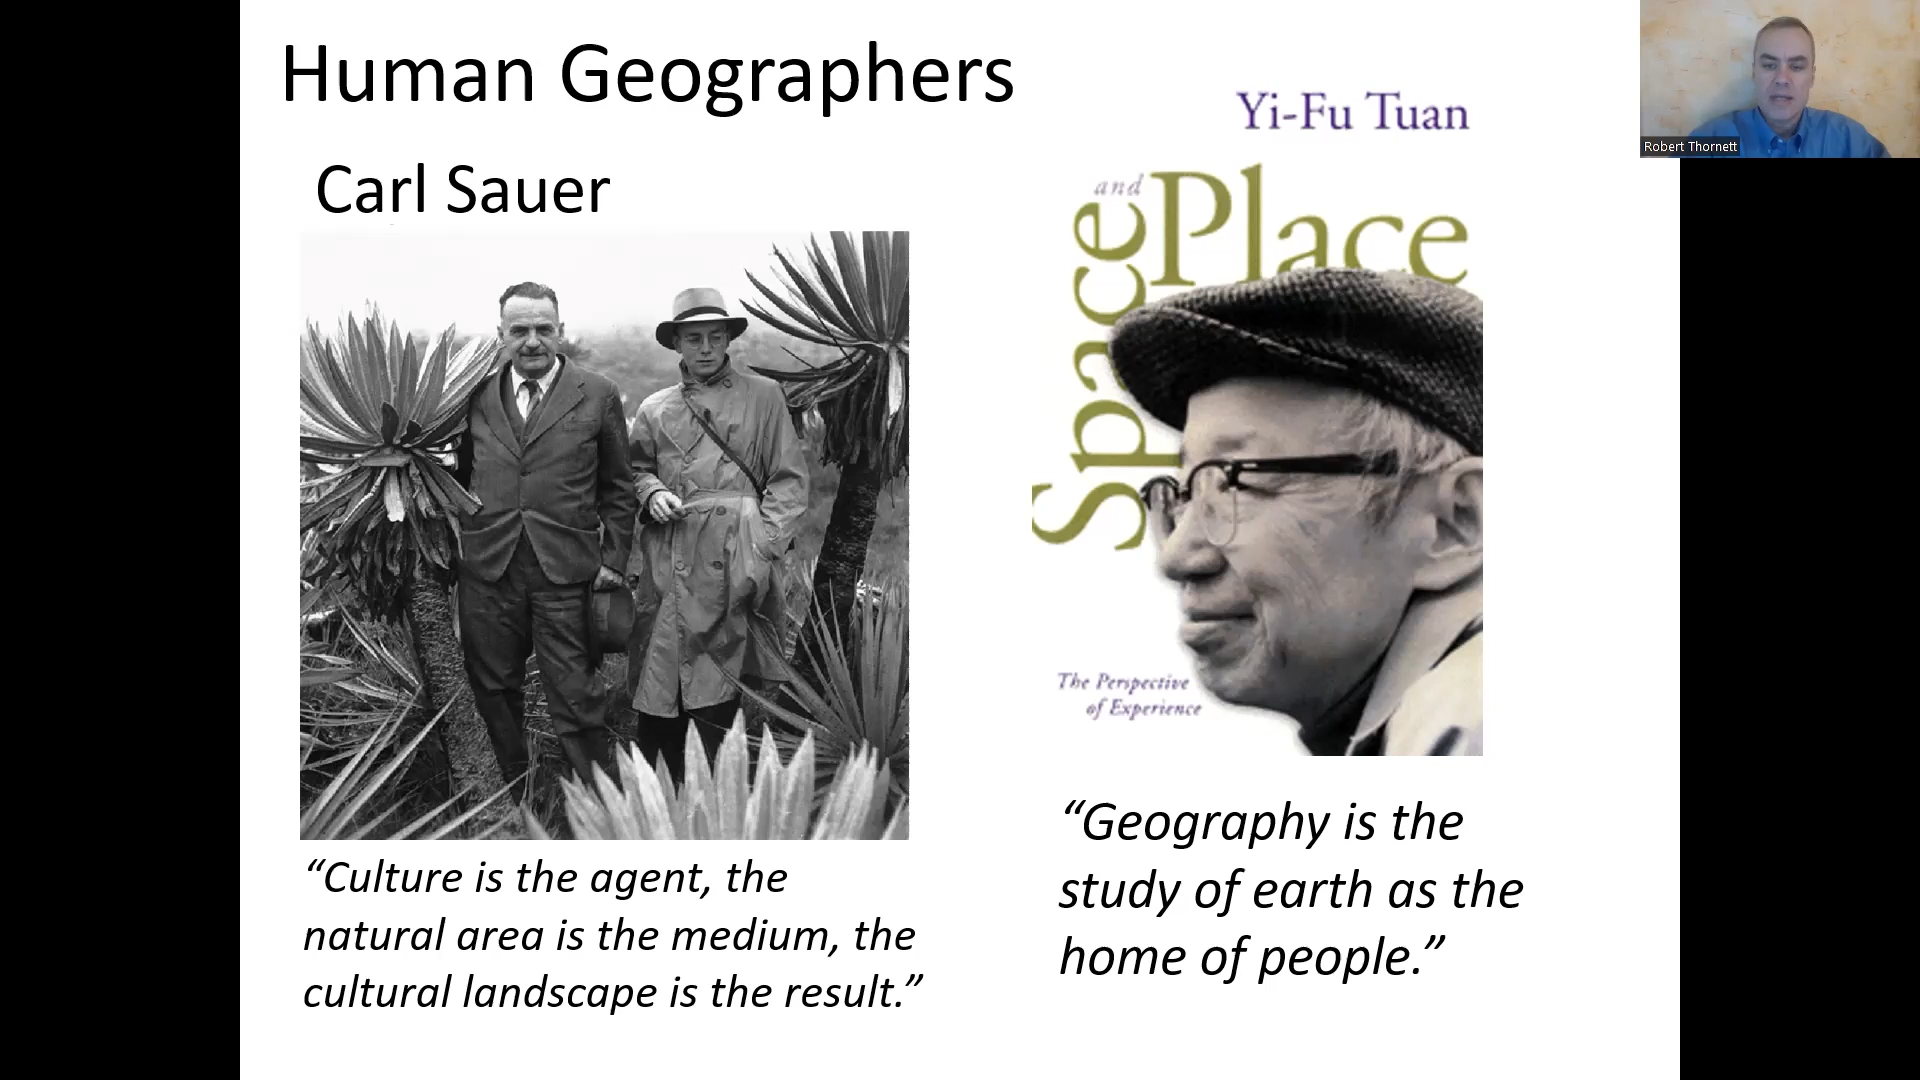 Human Geographers
Carl Sauer
“Culture is the agent, the
natural area is the medium, the
cultural landscape is the result.”
Yi-Fu Tuan
Space
and
Place
The Perspective
of Experience
“Geography is the
study of earth as the
home of people.”
Robert Thornett